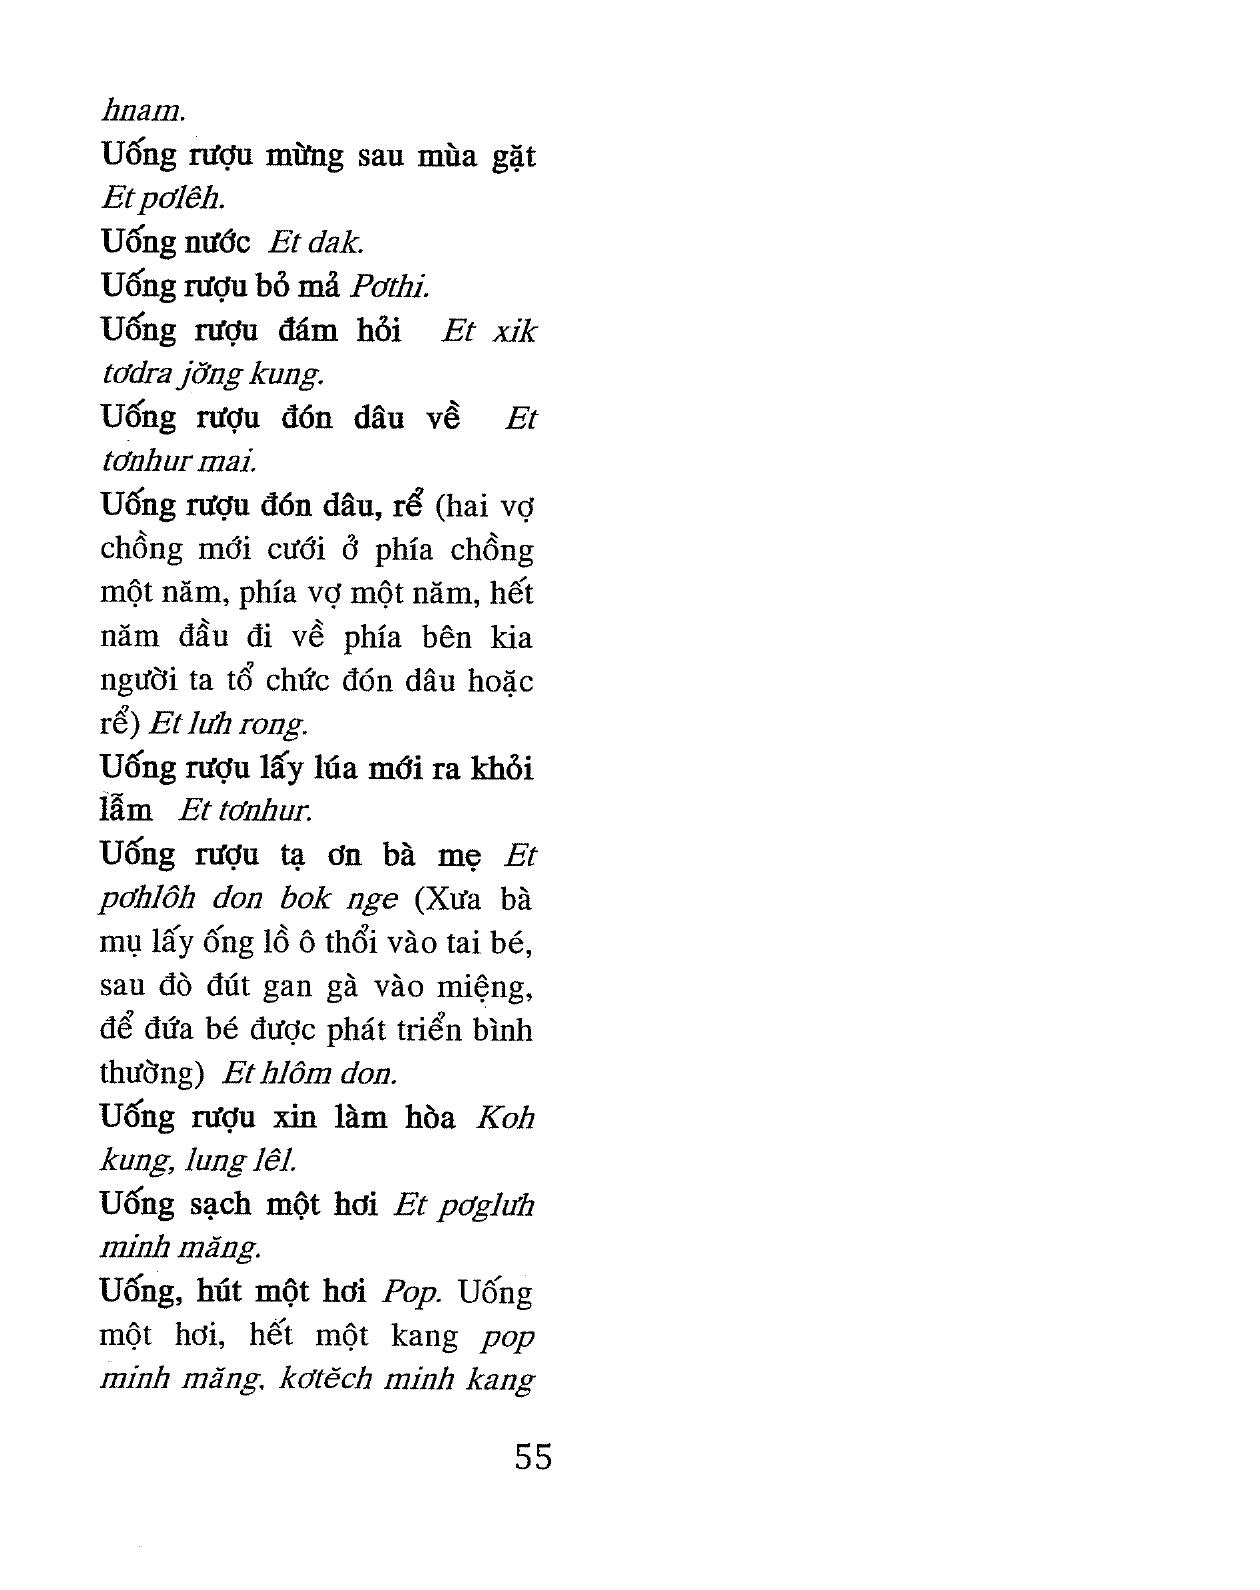 hnam.
Uống rượu mừng sau mùa gặt
Et pơlêh.
Uống nước Et dak.
Uống rượu bỏ mả Pơthi.
Uống rượu đám hỏi Et xik
tơdra jơ̆ng kung.
Uống rượu đón dâu về Et
tơnhur mai.
Uống rượu đón dâu, rể (hai vợ
chồng mới cưới ở phía chồng
một năm, phía vợ một năm, hết
năm đầu đi về phía bên kia
người ta tổ chức đón dâu hoặc
rể) Et lưh rong.
Uống rượu lấy lúa mới ra khỏi
lẫm Et tơnhur.
Uống rượu tạ ơn bà mẹ Et
pơhlôh don bok nge (Xưa bà
mụ lấy ống lồ ô thổi vào tai bé,
sau đò đút gan gà vào miệng,
để đứa bé được phát triển bình
thường) Et hlôm don.
Uống rượu xin làm hòa Koh
kung, lung lêl.
Uống sạch một hơi Et pơglưh
minh măng.
Uống, hút một hơi Pop. Uống
một hơi, hết một kang pop
minh măng, kơtĕch minh kang
55